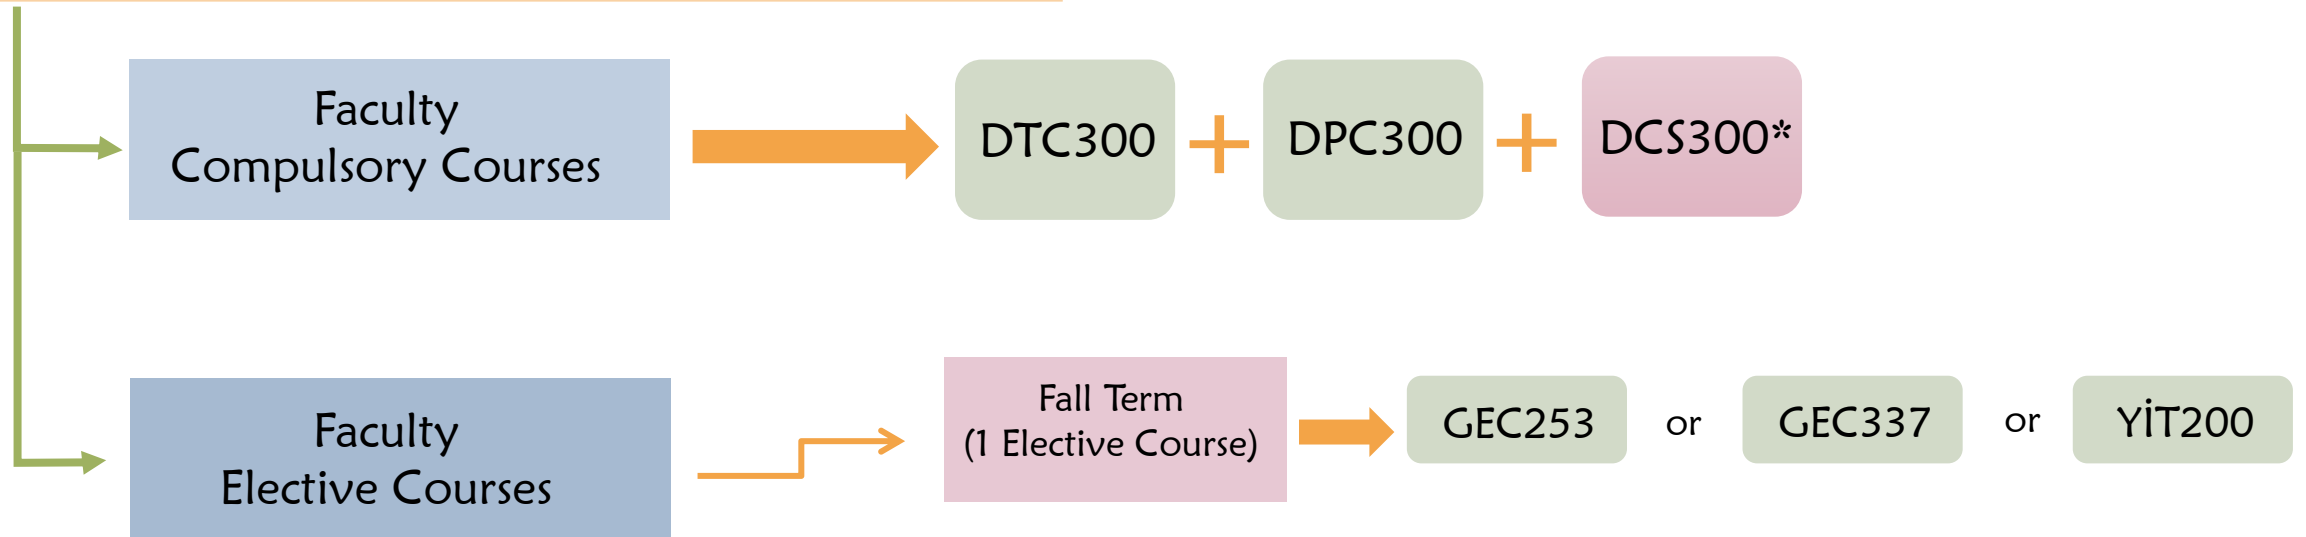 Faculty
Compulsory Courses
DTC300
DPC300
DCS300*
Faculty
Elective Courses
Fall Term
(1 Elective Course)
GEC253
or
GEC337
or
YİT200